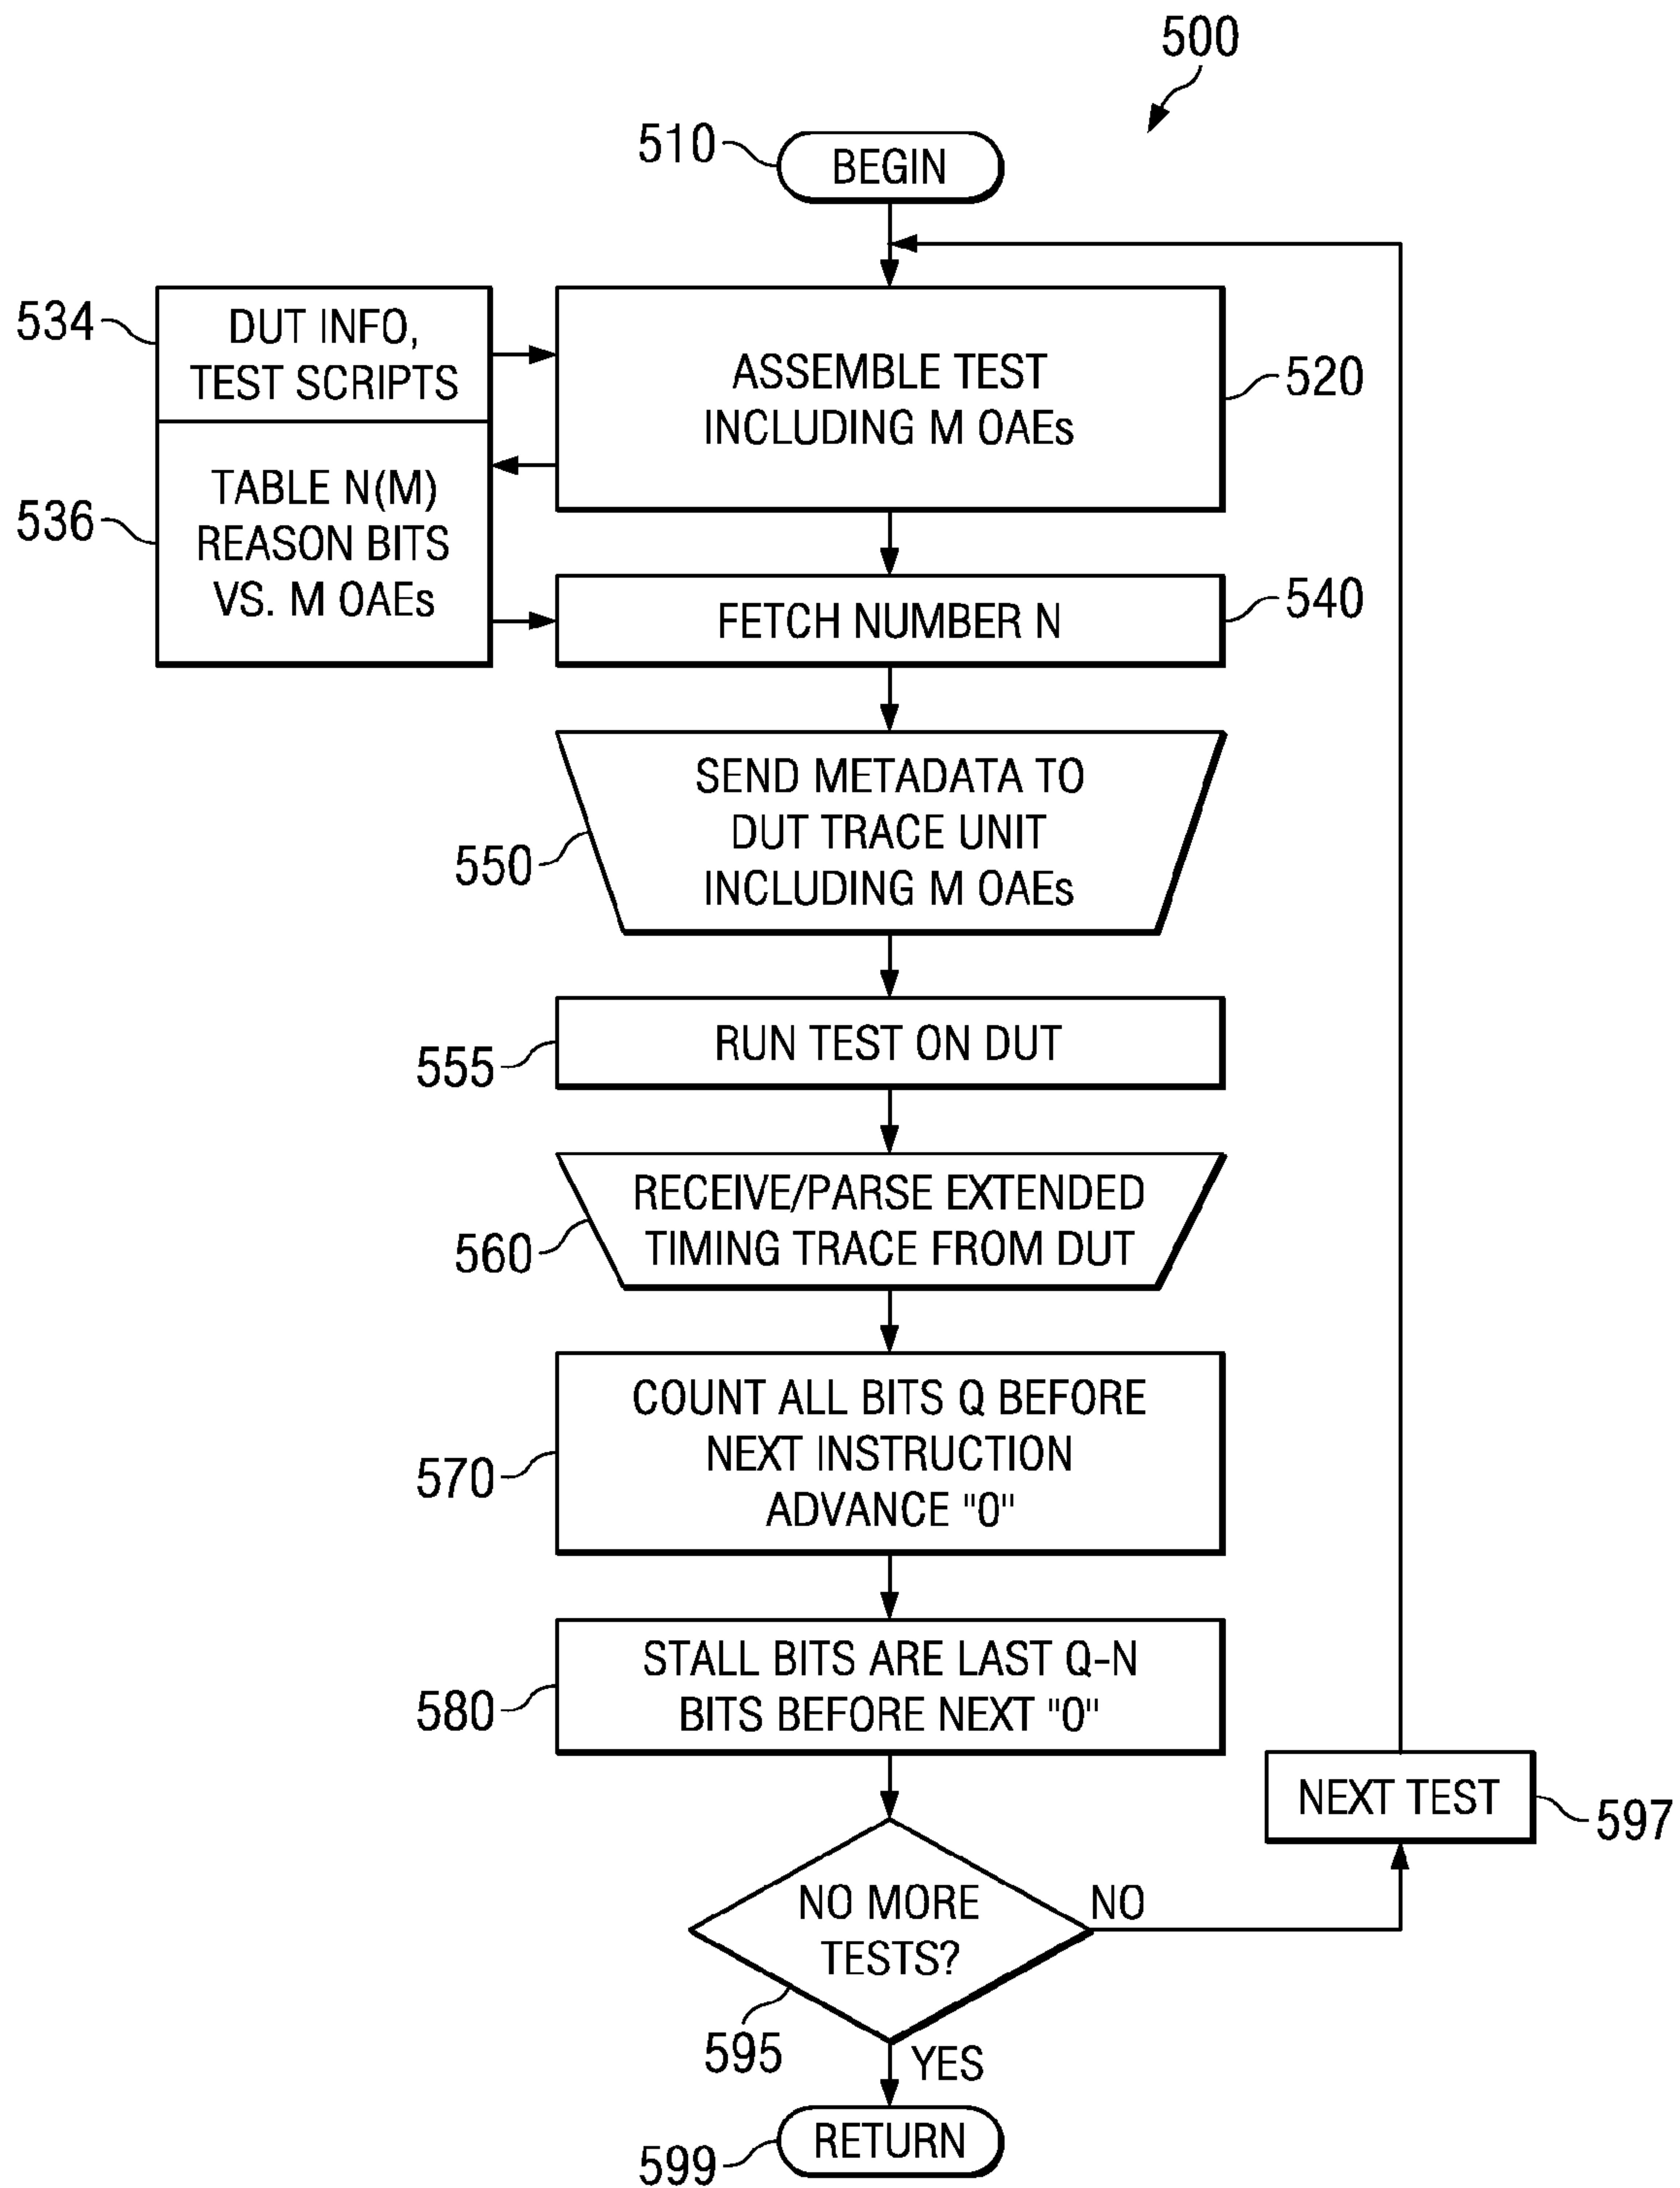 500
510
BEGIN
534
DUT INFO,
TEST SCRIPTS
ASSEMBLE TEST
INCLUDING M OAEs
520
536
TABLE N(M)
REASON BITS
VS. M OAEs
FETCH NUMBER N
540
SEND METADATA TO
DUT TRACE UNIT
INCLUDING M OAEs
550
RUN TEST ON DUT
555
RECEIVE/PARSE EXTENDED
TIMING TRACE FROM DUT
560
COUNT ALL BITS Q BEFORE
NEXT INSTRUCTION
ADVANCE "0"
570
STALL BITS ARE LAST Q-N
BITS BEFORE NEXT "0"
580
NEXT TEST
597
NO MORE
TESTS?
NO
595
YES
RETURN
599